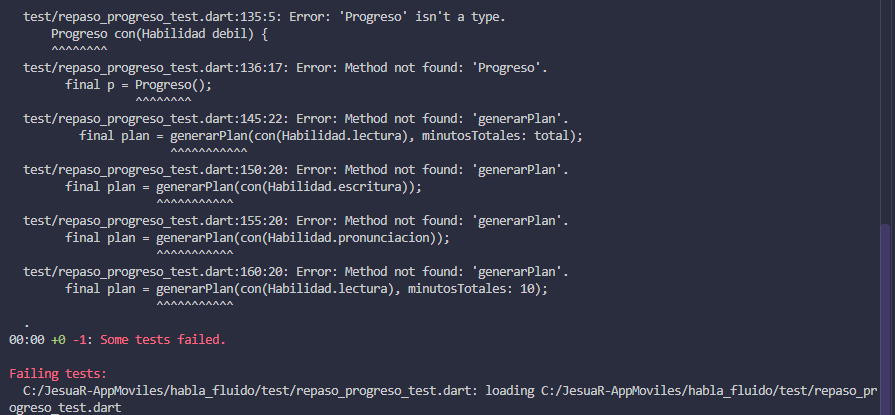 test/repaso_progreso_test.dart:135:5: Error: 'Progreso' isn't a type.
    Progreso con(Habilidad debil) {
    ^^^^^^^^
test/repaso_progreso_test.dart:136:17: Error: Method not found: 'Progreso'.
      final p = Progreso();
                ^^^^^^^^
test/repaso_progreso_test.dart:145:22: Error: Method not found: 'generarPlan'.
        final plan = generarPlan(con(Habilidad.lectura), minutosTotales: total);
                     ^^^^^^^^^^^
test/repaso_progreso_test.dart:150:20: Error: Method not found: 'generarPlan'.
      final plan = generarPlan(con(Habilidad.escritura));
                   ^^^^^^^^^^^
test/repaso_progreso_test.dart:155:20: Error: Method not found: 'generarPlan'.
      final plan = generarPlan(con(Habilidad.pronunciacion));
                   ^^^^^^^^^^^
test/repaso_progreso_test.dart:160:20: Error: Method not found: 'generarPlan'.
      final plan = generarPlan(con(Habilidad.lectura), minutosTotales: 10);
                   ^^^^^^^^^^^
.
00:00 +0 -1: Some tests failed.

Failing tests:
  C:/JesuaR-AppMoviles/habla_fluido/test/repaso_progreso_test.dart: loading C:/JesuaR-AppMoviles/habla_fluido/test/repaso_pr
ogreso_test.dart